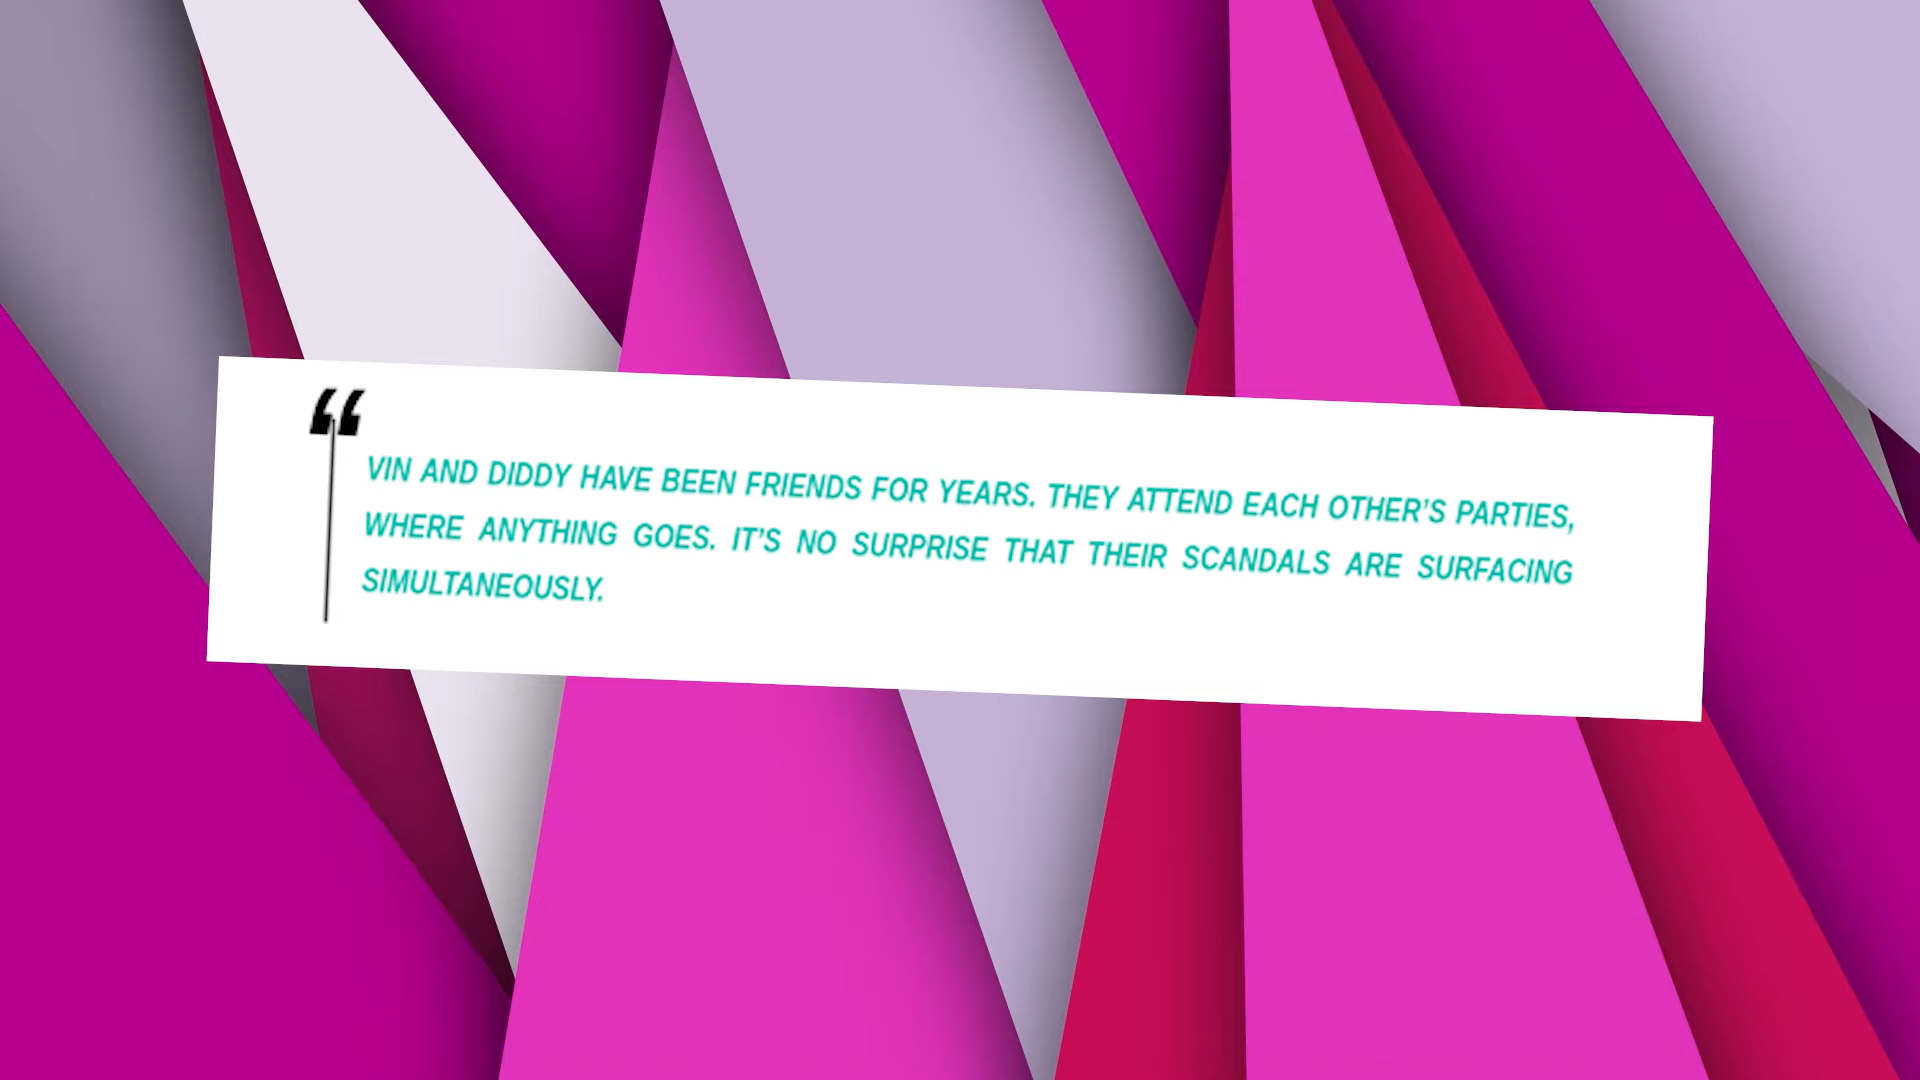 “
VIN AND DIDDY HAVE BEEN FRIENDS FOR YEARS. THEY ATTEND EACH OTHER’S PARTIES,
WHERE ANYTHING GOES. IT’S NO SURPRISE THAT THEIR SCANDALS ARE SURFACING
SIMULTANEOUSLY.